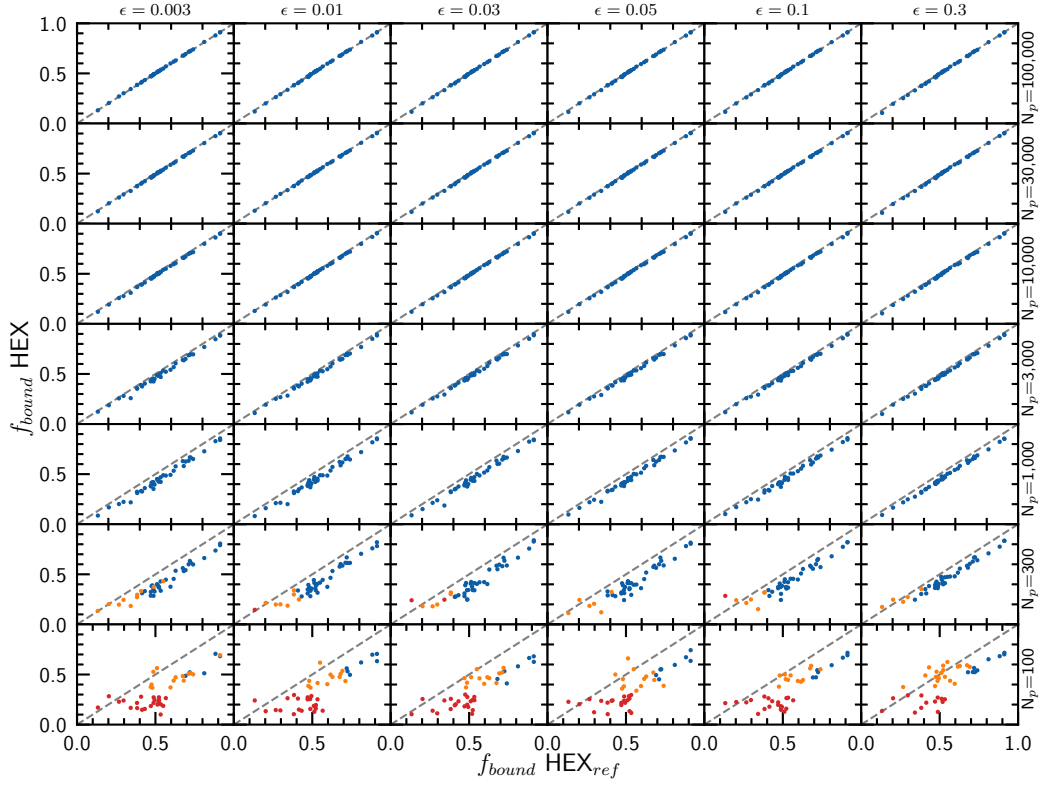 ϵ = 0.003 ϵ = 0.01 ϵ = 0.03 ϵ = 0.05 ϵ = 0.1 ϵ = 0.3
1.0
0.5
0.0
N_p=100,000
0.5
0.0
N_p=30,000
0.5
0.0
N_p=10,000
0.5
0.0
N_p=3,000
0.5
0.0
N_p=1,000
0.5
0.0
N_p=300
0.5
0.0
N_p=100
f_bound HEX
0.0 0.5 0.0 0.5 0.0 0.5 0.0 0.5 0.0 0.5 0.0 0.5 1.0
f_bound HEX_ref